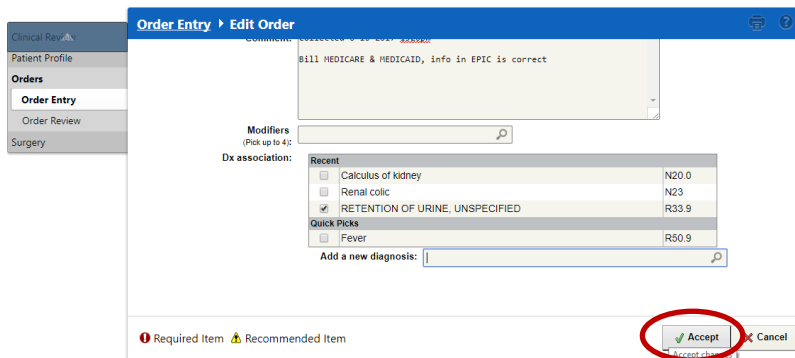 Order Entry ▸ Edit Order
Clinical Review
Patient Profile
Orders
Order Entry
Order Review
Surgery
Comment:
Bill MEDICARE & MEDICAID, info in EPIC is correct
Modifiers
(Pick up to 4):
Dx association:
Recent
Calculus of kidney N20.0
Renal colic N23
RETENTION OF URINE, UNSPECIFIED R33.9
Quick Picks
Fever R50.9
Add a new diagnosis:
Required Item Recommended Item
Accept Cancel
Accept changes